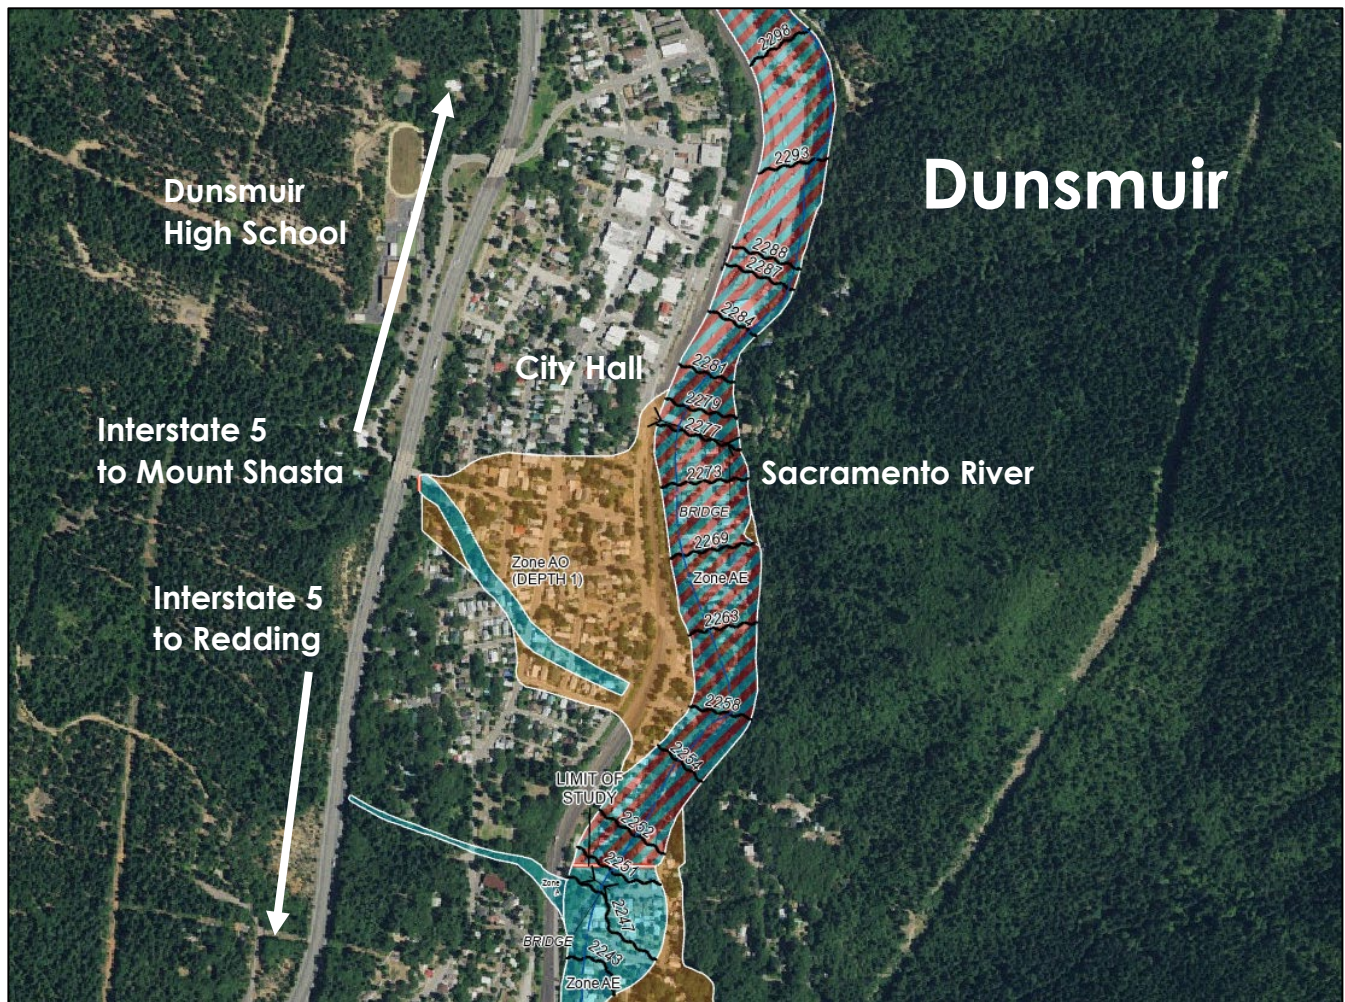 2296
2293
Dunsmuir
Dunsmuir
High School
2288
2287
2284
2281
City Hall
2279
2277
Interstate 5
to Mount Shasta
2273
Sacramento River
BRIDGE
2269
Zone AO
(DEPTH 1)
Zone AE
Interstate 5
to Redding
2263
2258
2254
LIMIT OF
STUDY
2252
2251
Zone
A
2247
BRIDGE
2243
Zone AE